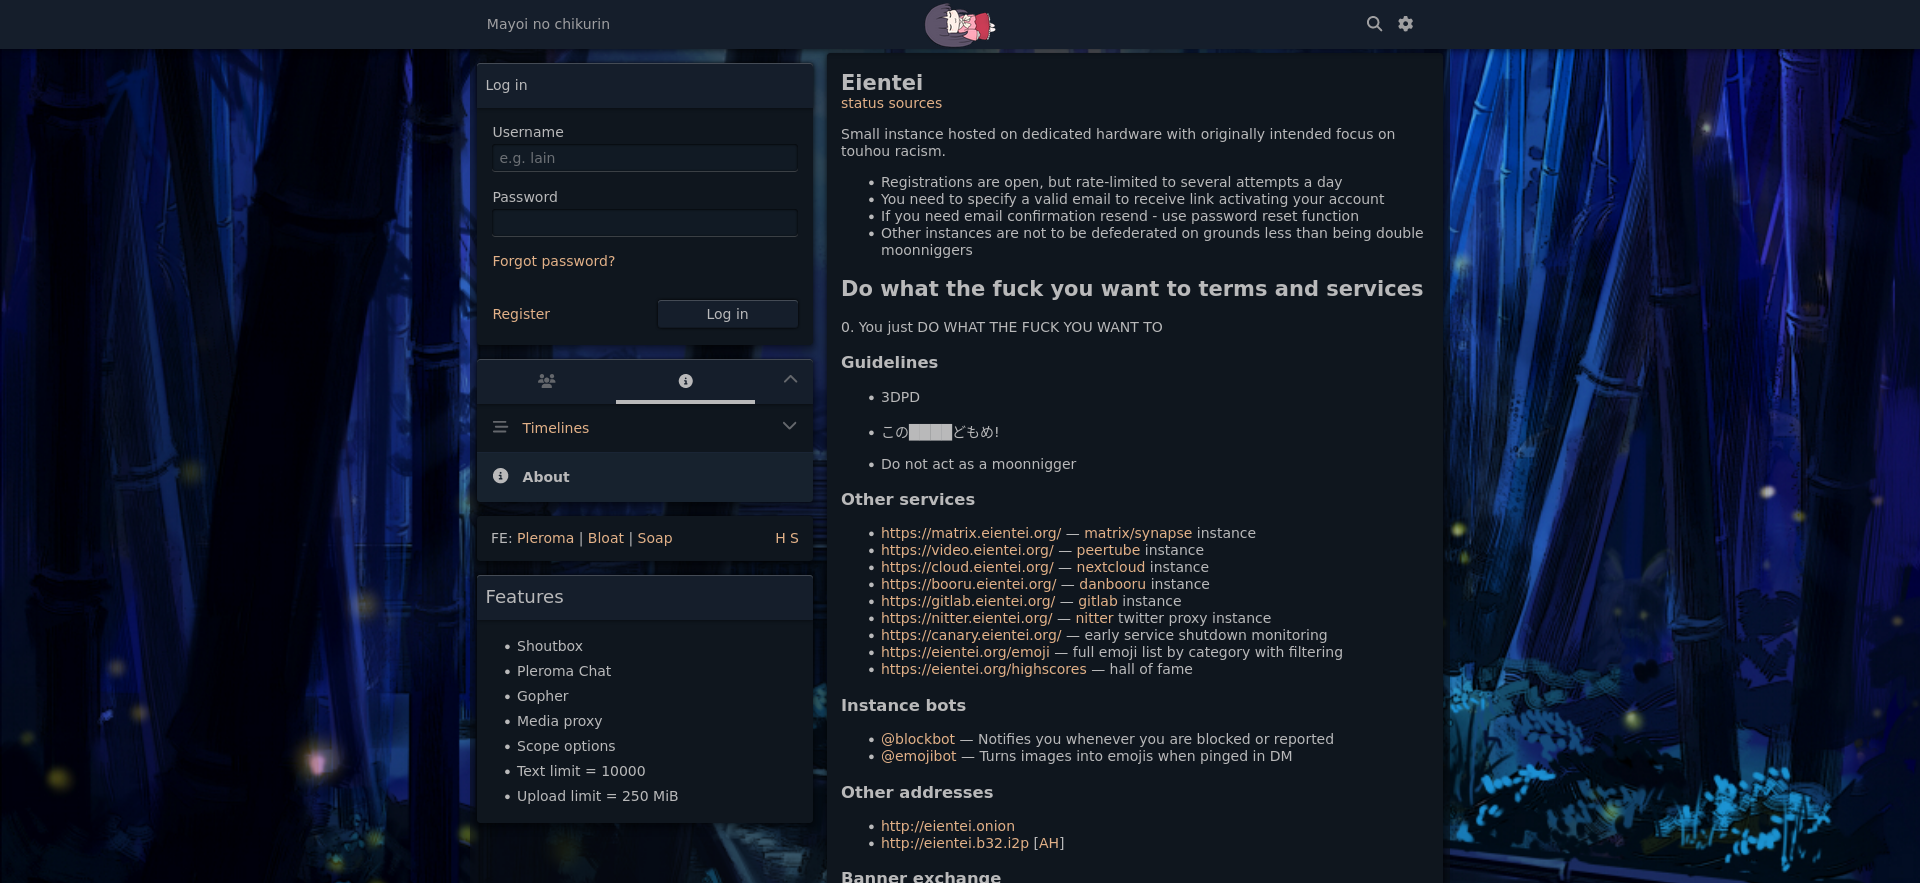 Mayoi no chikurin
Log in
Username
e.g. lain
Password
Forgot password?
Register
Log in
Timelines
About
FE: Pleroma | Bloat | Soap
H S
Features
Shoutbox
Pleroma Chat
Gopher
Media proxy
Scope options
Text limit = 10000
Upload limit = 250 MiB
Eientei
status sources
Small instance hosted on dedicated hardware with originally intended focus on
touhou racism.
Registrations are open, but rate-limited to several attempts a day
You need to specify a valid email to receive link activating your account
If you need email confirmation resend - use password reset function
Other instances are not to be defederated on grounds less than being double
moonniggers
Do what the fuck you want to terms and services
0. You just DO WHAT THE FUCK YOU WANT TO
Guidelines
3DPD
この████どもめ!
Do not act as a moonnigger
Other services
https://matrix.eientei.org/ — matrix/synapse instance
https://video.eientei.org/ — peertube instance
https://cloud.eientei.org/ — nextcloud instance
https://booru.eientei.org/ — danbooru instance
https://gitlab.eientei.org/ — gitlab instance
https://nitter.eientei.org/ — nitter twitter proxy instance
https://canary.eientei.org/ — early service shutdown monitoring
https://eientei.org/emoji — full emoji list by category with filtering
https://eientei.org/highscores — hall of fame
Instance bots
@blockbot — Notifies you whenever you are blocked or reported
@emojibot — Turns images into emojis when pinged in DM
Other addresses
http://eientei.onion
http://eientei.b32.i2p [AH]
Banner exchange